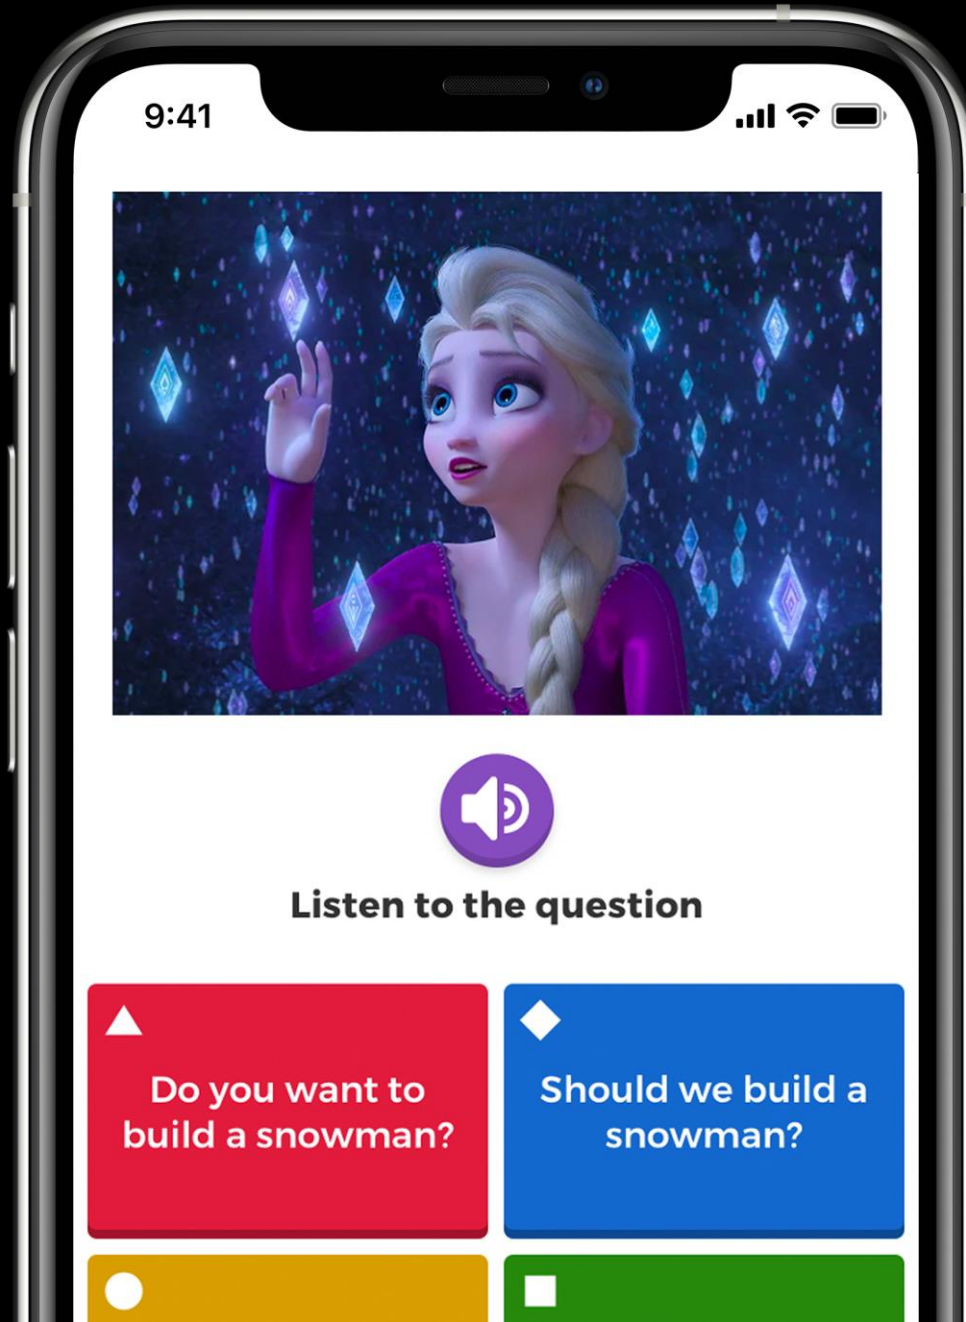 9:41
Listen to the question
Do you want to
build a snowman?
Should we build a
snowman?